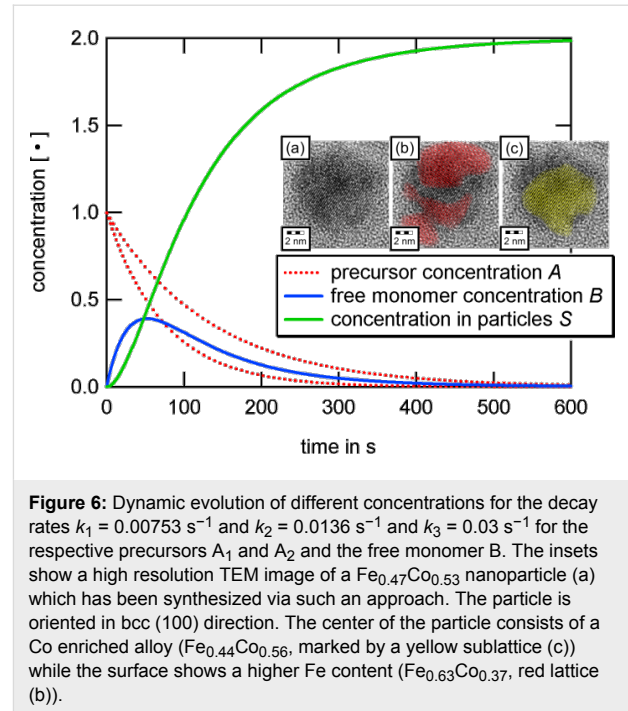 2.0
1.5
1.0
0.5
0.0
concentration [ • ]
0 100 200 300 400 500 600
time in s
(a) (b) (c)
2 nm 2 nm 2 nm
precursor concentration A
free monomer concentration B
concentration in particles S
Figure 6: Dynamic evolution of different concentrations for the decay
rates k₁ = 0.00753 s⁻¹ and k₂ = 0.0136 s⁻¹ and k₃ = 0.03 s⁻¹ for the
respective precursors A₁ and A₂ and the free monomer B. The insets
show a high resolution TEM image of a Fe₀.₄₇Co₀.₅₃ nanoparticle (a)
which has been synthesized via such an approach. The particle is
oriented in bcc (100) direction. The center of the particle consists of a
Co enriched alloy (Fe₀.₄₄Co₀.₅₆, marked by a yellow sublattice (c))
while the surface shows a higher Fe content (Fe₀.₆₃Co₀.₃₇, red lattice
(b)).